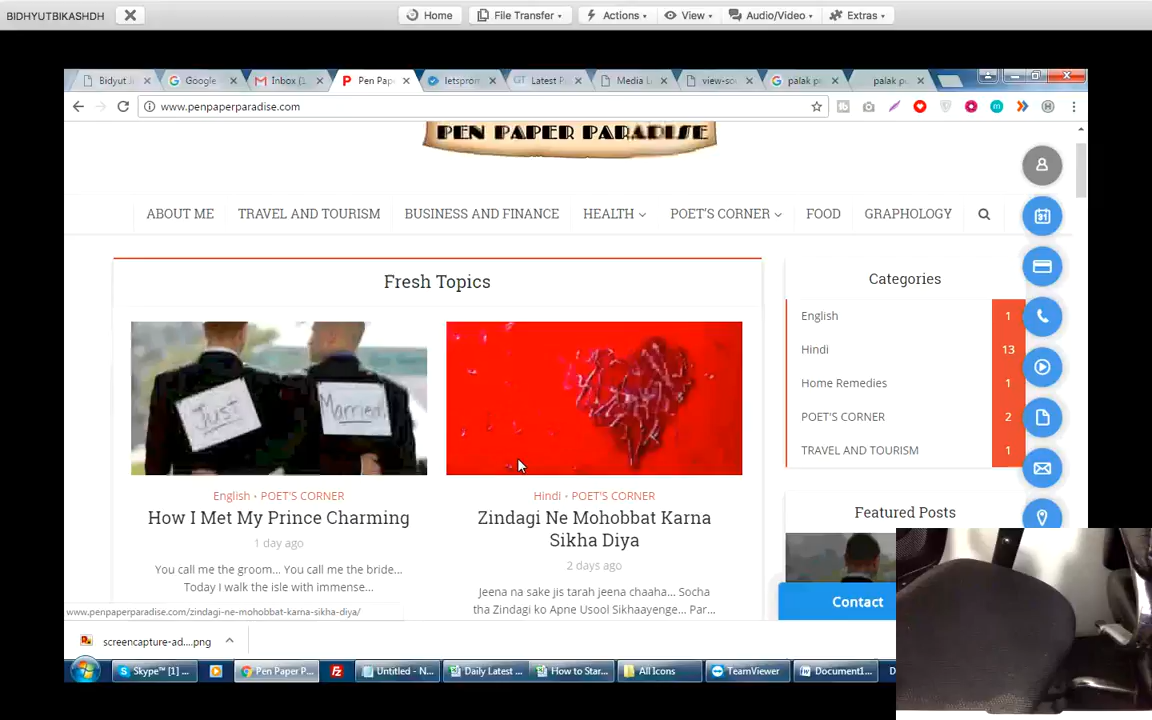 BIDHYUTBIKASHDH
Home
File Transfer
Actions
View
Audio/Video
Extras
Bidyut
Google
Inbox (1
Pen Pap
letsprom
GT Latest P
Media L
view-so
palak p
palak p
www.penpaperparadise.com
PEN PAPER PARADISE
ABOUT ME
TRAVEL AND TOURISM
BUSINESS AND FINANCE
HEALTH
POET'S CORNER
FOOD
GRAPHOLOGY
31
Fresh Topics
Just
Married
English • POET'S CORNER
How I Met My Prince Charming
1 day ago
You call me the groom... You call me the bride...
Today I walk the isle with immense...
Hindi • POET'S CORNER
Zindagi Ne Mohobbat Karna
Sikha Diya
2 days ago
Jeena na sake jis tarah jeena chaaha... Socha
tha Zindagi ko Apne Usool Sikhaayenge... Par...
Categories
English 1
Hindi 13
Home Remedies 1
POET'S CORNER 2
TRAVEL AND TOURISM 1
Featured Posts
Contact
www.penpaperparadise.com/zindagi-ne-mohobbat-karna-sikha-diya/
screencapture-ad....png
Skype™ [1] ...
Pen Paper P...
Fz
Untitled - N...
Daily Latest ...
How to Star...
All Icons
TeamViewer
Document1...